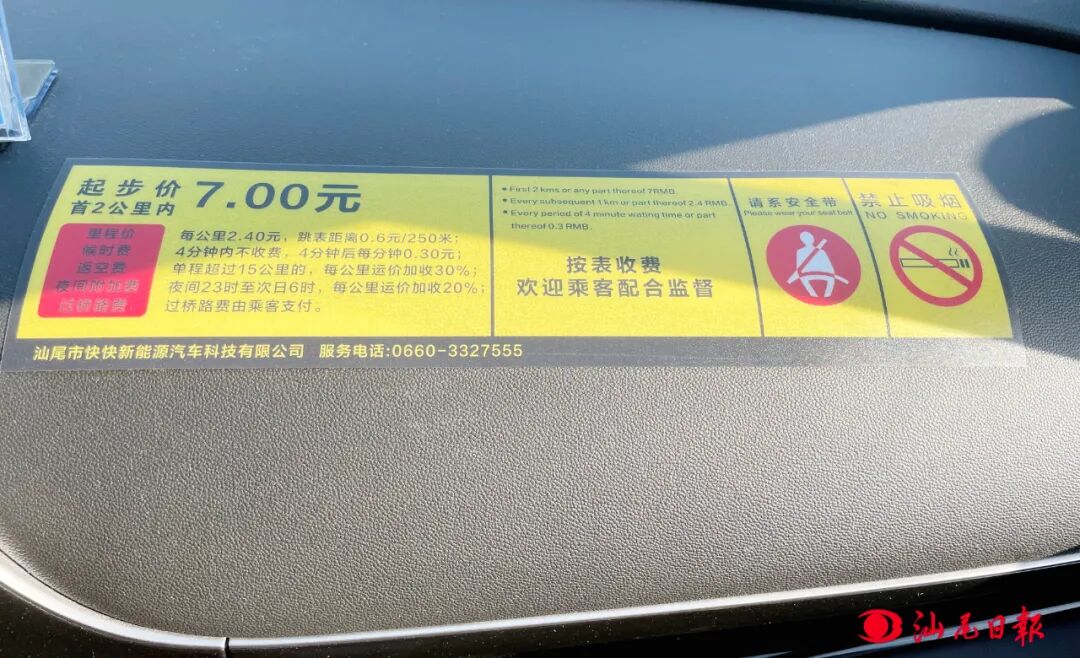 起步价 7.00元
首2公里内
里程价
候时费
返空费
夜间附加费
过桥路费
每公里2.40元，跳表距离0.6元/250米；
4分钟内不收费，4分钟后每分钟0.30元；
单程超过15公里的，每公里运价加收30%；
夜间23时至次日6时，每公里运价加收20%；
过桥路费由乘客支付。
• First 2 kms or any part thereof 7RMB.
• Every subsequent 1 km or part thereof 2.4 RMB.
• Every period of 4 minute wating time or part
thereof 0.3 RMB.
按表收费
欢迎乘客配合监督
请系安全带
Please wear your seat belt
禁止吸烟
NO SMOKING
汕尾市快快新能源汽车科技有限公司 服务电话:0660-3327555
汕尾日報